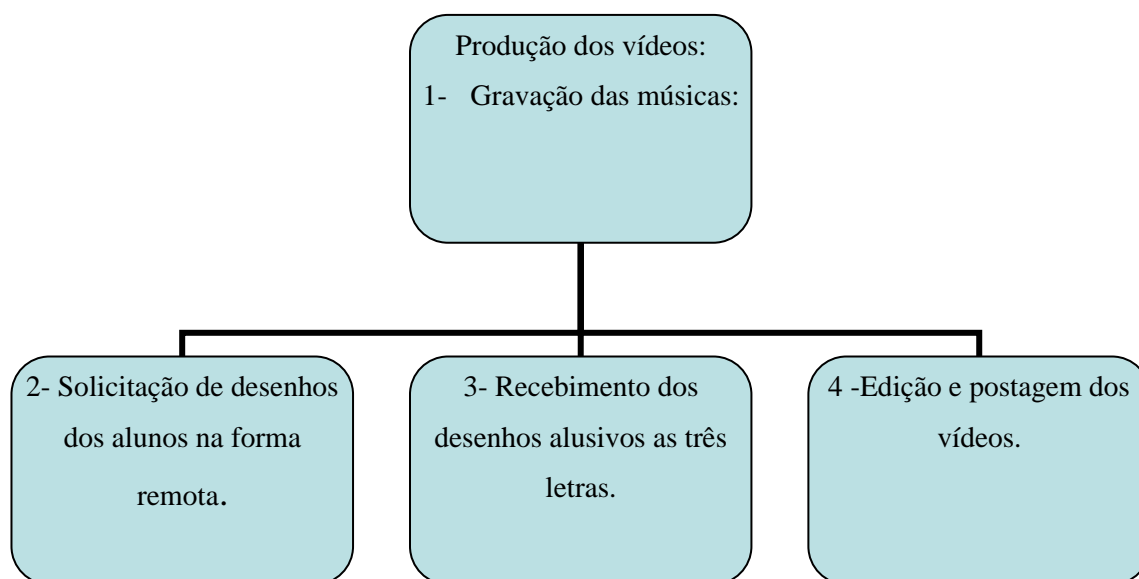 Produção dos vídeos:
1- Gravação das músicas:
2- Solicitação de desenhos
dos alunos na forma
remota.
3- Recebimento dos
desenhos alusivos as três
letras.
4 -Edição e postagem dos
vídeos.